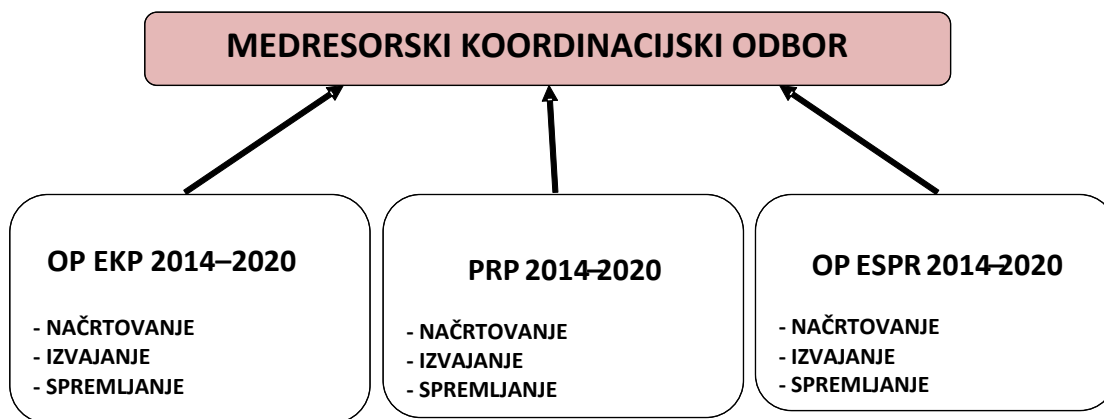 MEDRESORSKI KOORDINACIJSKI ODBOR
OP EKP 2014–2020
- NAČRTOVANJE
- IZVAJANJE
- SPREMLJANJE
PRP 2014–2020
- NAČRTOVANJE
- IZVAJANJE
- SPREMLJANJE
OP ESPR 2014–2020
- NAČRTOVANJE
- IZVAJANJE
- SPREMLJANJE